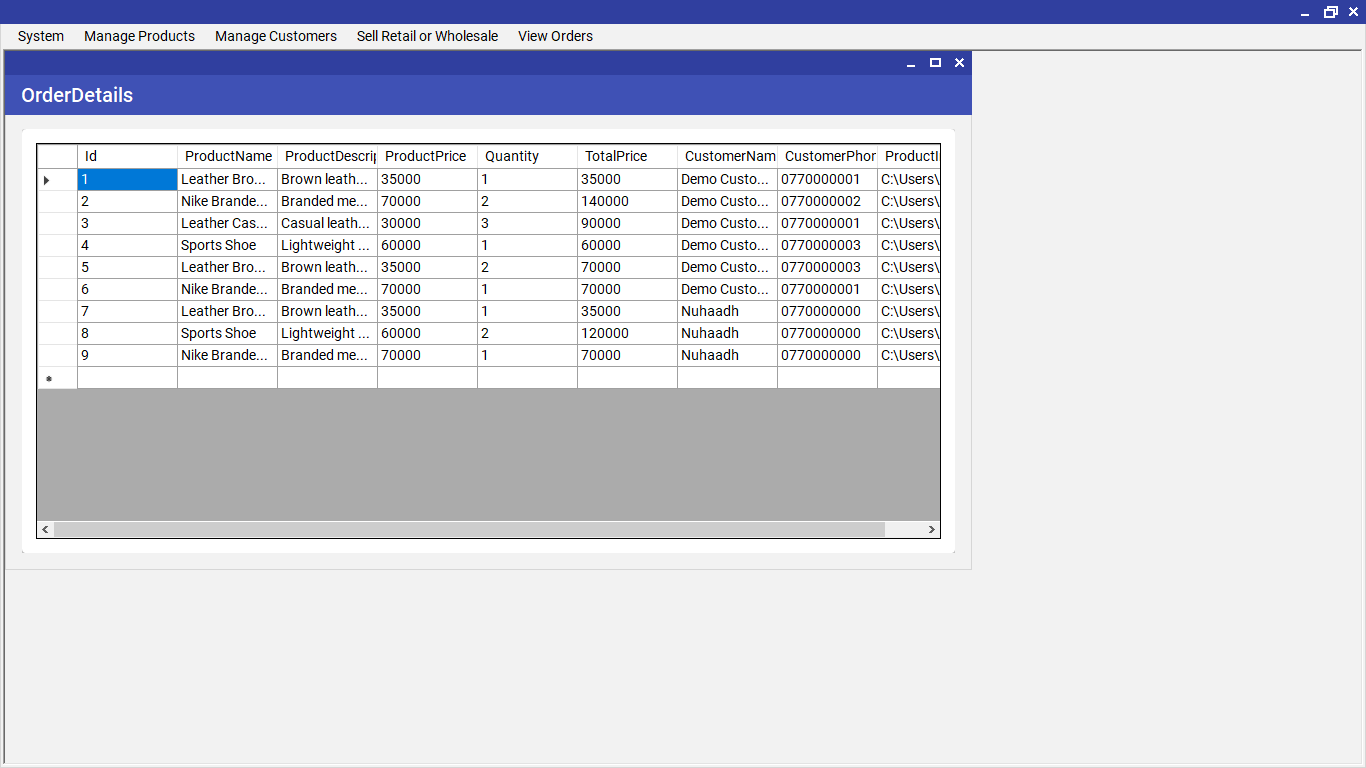 System Manage Products Manage Customers Sell Retail or Wholesale View Orders
OrderDetails
Id ProductName ProductDescrip ProductPrice Quantity TotalPrice CustomerNam CustomerPhor ProductI
1 Leather Bro... Brown leath... 35000 1 35000 Demo Custo... 0770000001 C:\Users\
2 Nike Brande... Branded me... 70000 2 140000 Demo Custo... 0770000002 C:\Users\
3 Leather Cas... Casual leath... 30000 3 90000 Demo Custo... 0770000001 C:\Users\
4 Sports Shoe Lightweight ... 60000 1 60000 Demo Custo... 0770000003 C:\Users\
5 Leather Bro... Brown leath... 35000 2 70000 Demo Custo... 0770000003 C:\Users\
6 Nike Brande... Branded me... 70000 1 70000 Demo Custo... 0770000001 C:\Users\
7 Leather Bro... Brown leath... 35000 1 35000 Nuhaadh 0770000000 C:\Users\
8 Sports Shoe Lightweight ... 60000 2 120000 Nuhaadh 0770000000 C:\Users\
9 Nike Brande... Branded me... 70000 1 70000 Nuhaadh 0770000000 C:\Users\